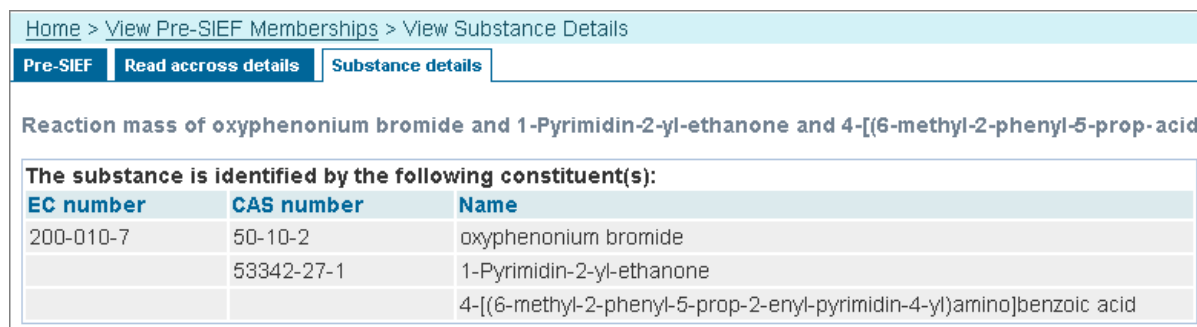 Home > View Pre-SIEF Memberships > View Substance Details
Pre-SIEF Read accross details Substance details
Reaction mass of oxyphenonium bromide and 1-Pyrimidin-2-yl-ethanone and 4-[(6-methyl-2-phenyl-5-prop-acid
The substance is identified by the following constituent(s):
EC number CAS number Name
200-010-7 50-10-2 oxyphenonium bromide
53342-27-1 1-Pyrimidin-2-yl-ethanone
4-[(6-methyl-2-phenyl-5-prop-2-enyl-pyrimidin-4-yl)amino]benzoic acid